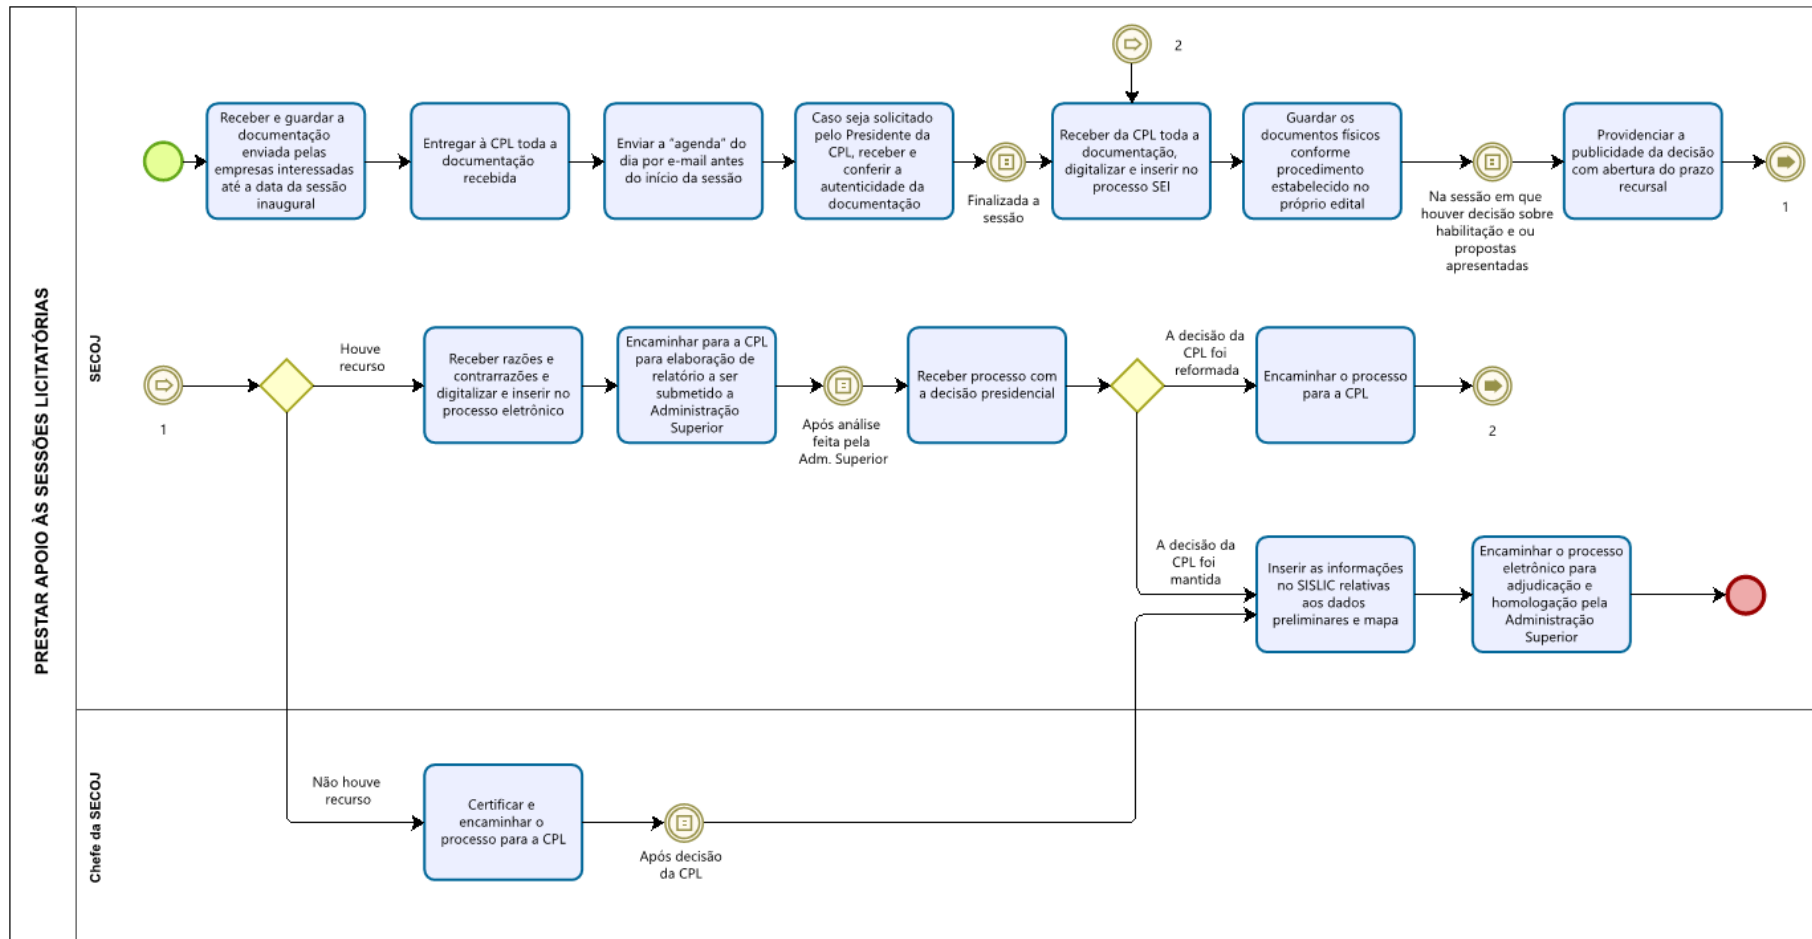 PRESTAR APOIO ÀS SESSÕES LICITATÓRIAS
SECOJ
2
Receber e guardar a
documentação
enviada pelas
empresas interessadas
até a data da sessão
inaugural
Entregar à CPL toda a
documentação
recebida
Enviar a "agenda" do
dia por e-mail antes
do início da sessão
Caso seja solicitado
pelo Presidente da
CPL, receber e
conferir a
autenticidade da
documentação
Finalizada a
sessão
Receber da CPL toda a
documentação,
digitalizar e inserir no
processo SEI
Guardar os
documentos físicos
conforme
procedimento
estabelecido no
próprio edital
Na sessão em que
houver decisão sobre
habilitação e ou
propostas
apresentadas
Providenciar a
publicidade da decisão
com abertura do prazo
recursal
1
1
Houve
recurso
Receber razões e
contrarrazões e
digitalizar e inserir no
processo eletrônico
Encaminhar para a CPL
para elaboração de
relatório a ser
submetido a
Administração
Superior
Após análise
feita pela
Adm. Superior
Receber processo com
a decisão presidencial
A decisão da
CPL foi
reformada
Encaminhar o processo
para a CPL
2
A decisão da
CPL foi
mantida
Inserir as informações
no SISLIC relativas
aos dados
preliminares e mapa
Encaminhar o processo
eletrônico para
adjudicação e
homologação pela
Administração
Superior
Chefe da SECOJ
Não houve
recurso
Certificar e
encaminhar o
processo para a CPL
Após decisão
da CPL